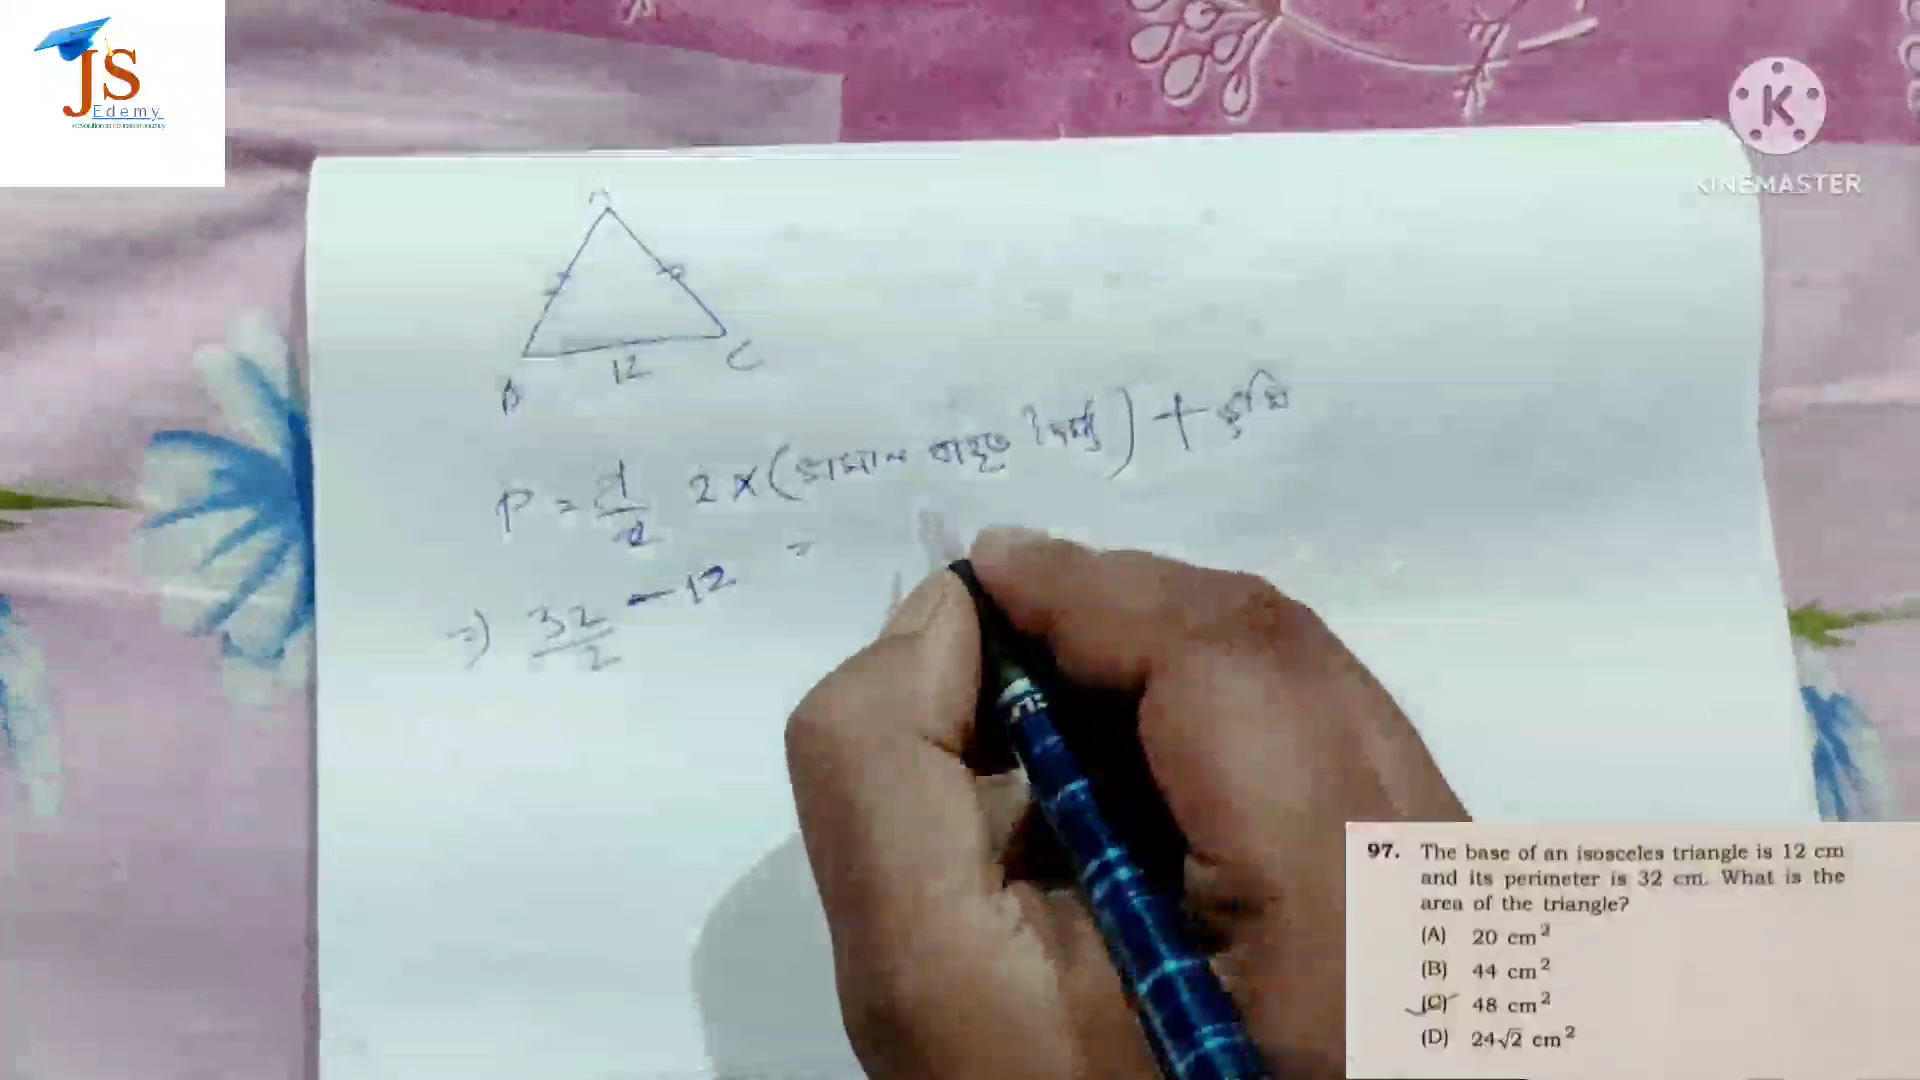 JS
Edemy
KINEMASTER
A
B
12
C
P = 1/2 2 × (সমান বাহুৰ দৈৰ্ঘ্য) + ভূমি
⇒ 32/2 - 12 =
97. The base of an isosceles triangle is 12 cm
and its perimeter is 32 cm. What is the
area of the triangle?
(A) 20 cm²
(B) 44 cm²
(C) 48 cm²
(D) 24√2 cm²